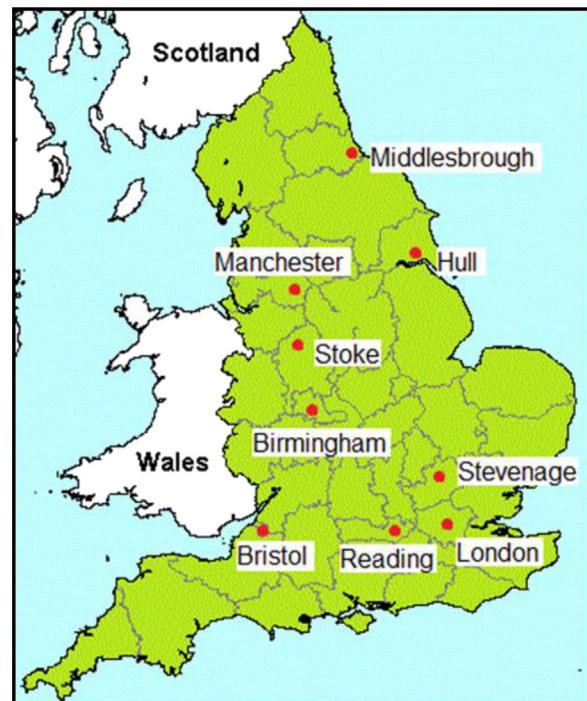 Scotland
Middlesbrough
Manchester
Hull
Stoke
Birmingham
Wales
Stevenage
Bristol
Reading
London